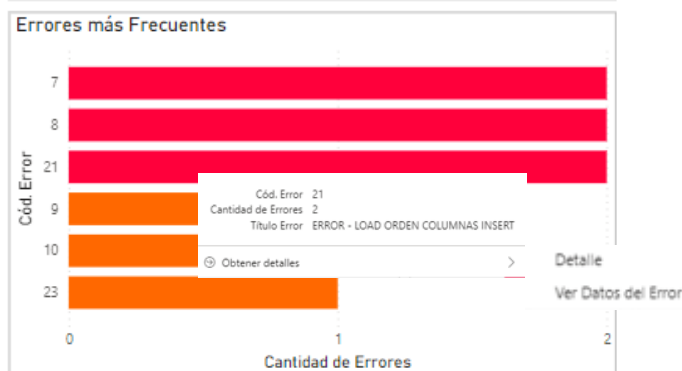 Errores más Frecuentes
Cód. Error
7
8
21
9
10
23
Cód. Error 21
Cantidad de Errores 2
Título Error ERROR - LOAD ORDEN COLUMNAS INSERT
Obtener detalles
Detalle
Ver Datos del Error
0 1 2
Cantidad de Errores